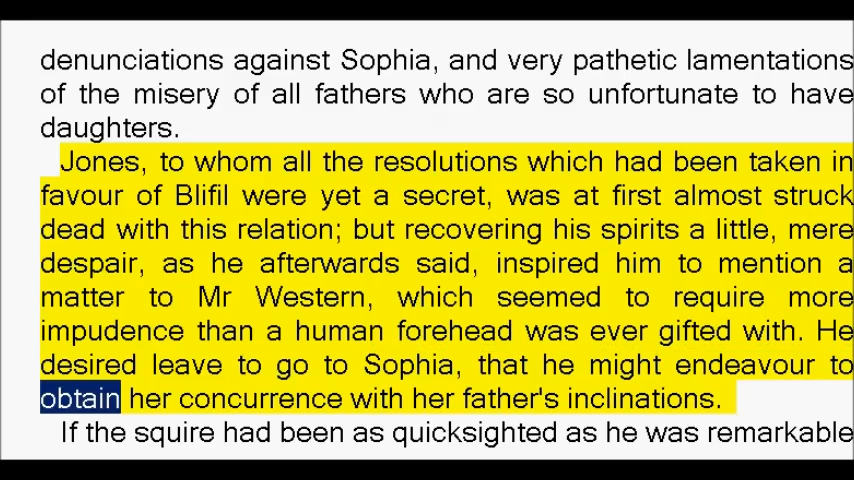 denunciations against Sophia, and very pathetic lamentations
of the misery of all fathers who are so unfortunate to have
daughters.
Jones, to whom all the resolutions which had been taken in
favour of Blifil were yet a secret, was at first almost struck
dead with this relation; but recovering his spirits a little, mere
despair, as he afterwards said, inspired him to mention a
matter to Mr Western, which seemed to require more
impudence than a human forehead was ever gifted with. He
desired leave to go to Sophia, that he might endeavour to
obtain her concurrence with her father's inclinations.
If the squire had been as quicksighted as he was remarkable